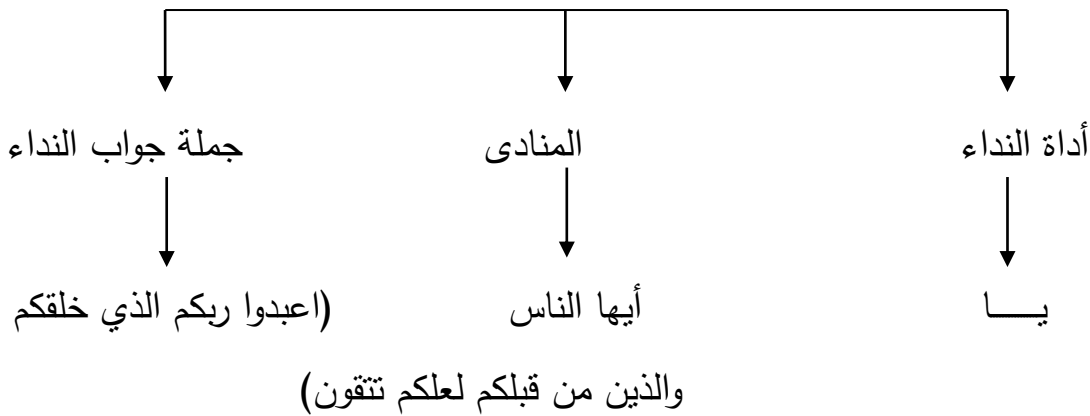 أداة النداء المنادى جملة جواب النداء
يـــا أيها الناس (اعبدوا ربكم الذي خلقكم
والذين من قبلكم لعلكم تتقون)